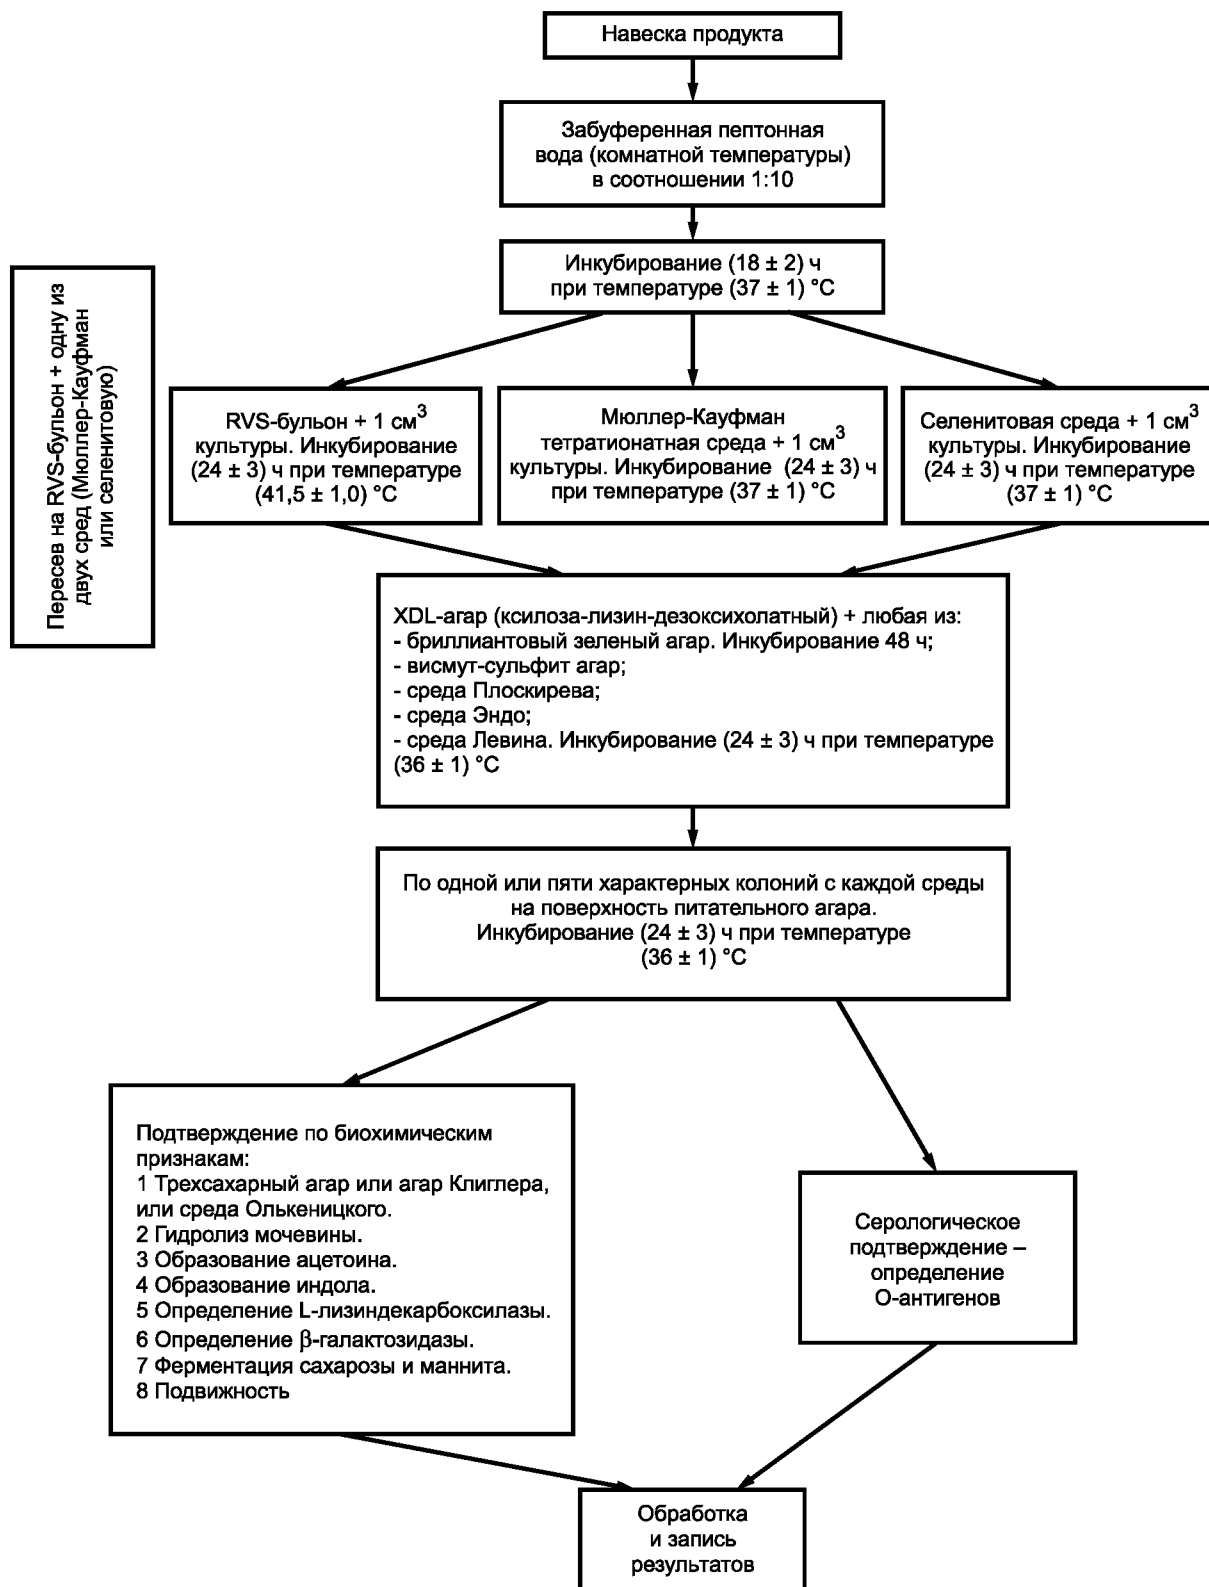 Навеска продукта
Забуференная пептонная
вода (комнатной температуры)
в соотношении 1:10
Инкубирование (18 ± 2) ч
при температуре (37 ± 1) °C
Пересев на RVS-бульон + одну из
двух сред (Мюллер-Кауфман
или селенитовую)
RVS-бульон + 1 см³
культуры. Инкубирование
(24 ± 3) ч при температуре
(41,5 ± 1,0) °C
Мюллер-Кауфман
тетратионатная среда + 1 см³
культуры. Инкубирование (24 ± 3) ч
при температуре (37 ± 1) °C
Селенитовая среда + 1 см³
культуры. Инкубирование
(24 ± 3) ч при температуре
(37 ± 1) °C
XDL-агар (ксилоза-лизин-дезоксихолатный) + любая из:
- бриллиантовый зеленый агар. Инкубирование 48 ч;
- висмут-сульфит агар;
- среда Плоскирева;
- среда Эндо;
- среда Левина. Инкубирование (24 ± 3) ч при температуре
(36 ± 1) °C
По одной или пяти характерных колоний с каждой среды
на поверхность питательного агара.
Инкубирование (24 ± 3) ч при температуре
(36 ± 1) °C
Подтверждение по биохимическим
признакам:
1 Трехсахарный агар или агар Клиглера,
или среда Олькеницкого.
2 Гидролиз мочевины.
3 Образование ацетоина.
4 Образование индола.
5 Определение L-лизиндекарбоксилазы.
6 Определение β-галактозидазы.
7 Ферментация сахарозы и маннита.
8 Подвижность
Серологическое
подтверждение –
определение
О-антигенов
Обработка
и запись
результатов